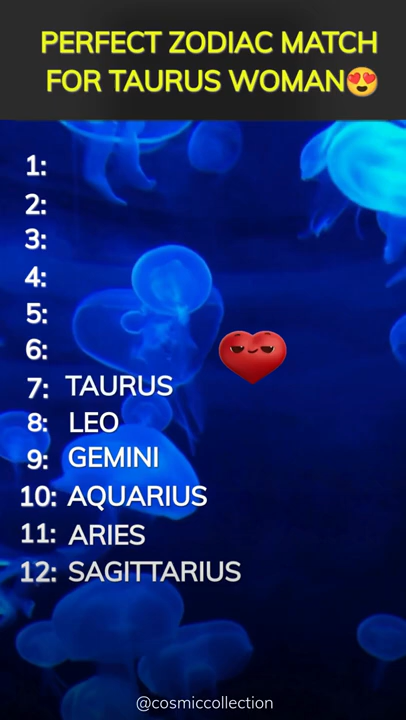 PERFECT ZODIAC MATCH
FOR TAURUS WOMAN😍
1:
2:
3:
4:
5:
6:
7: TAURUS
8: LEO
9: GEMINI
10: AQUARIUS
11: ARIES
12: SAGITTARIUS
@cosmiccollection